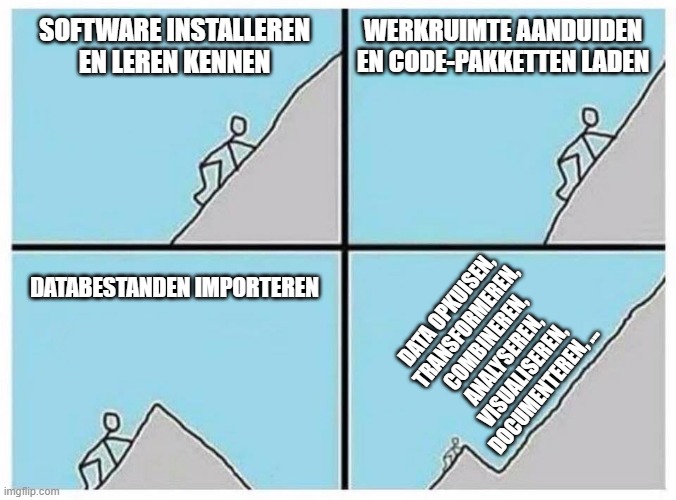 SOFTWARE INSTALLEREN
EN LEREN KENNEN
WERKRUIMTE AANDUIDEN
EN CODE-PAKKETTEN LADEN
DATABESTANDEN IMPORTEREN
DATA OPKUISEN,
TRANSFORMEREN,
COMBINEREN,
ANALYSEREN,
VISUALISEREN,
DOCUMENTEREN, ...
imgflip.com